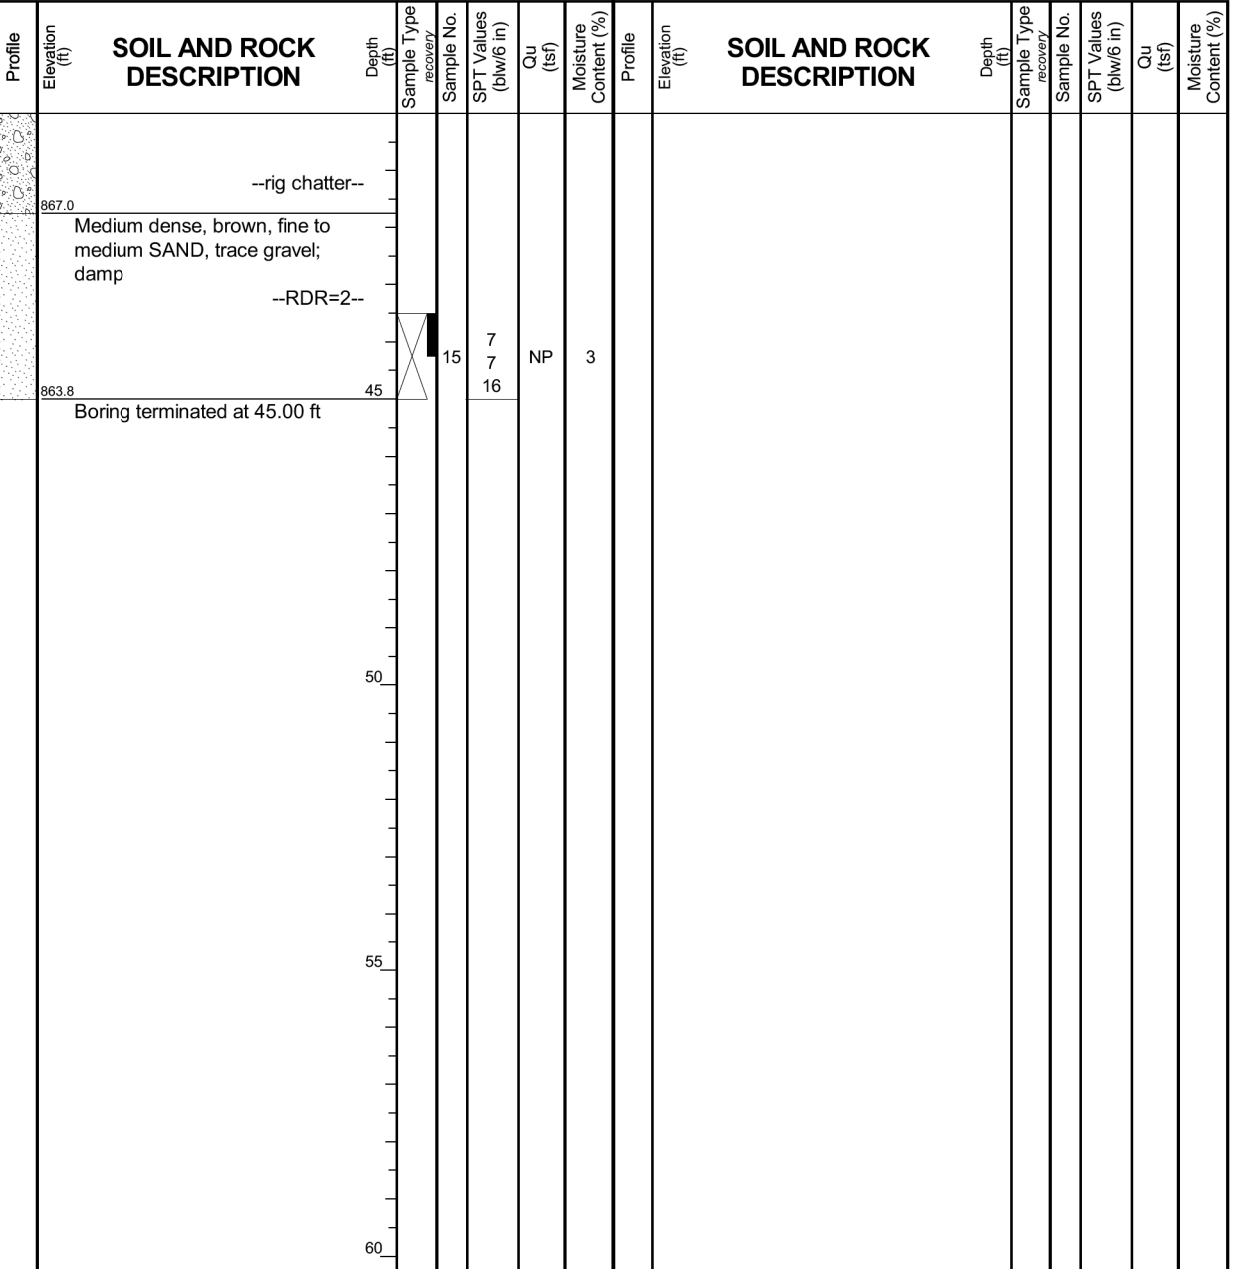 Profile
Elevation
(ft)
SOIL AND ROCK
DESCRIPTION
Depth
(ft)
Sample Type
recovery
Sample No.
SPT Values
(blw/6 in)
Qu
(tsf)
Moisture
Content (%)
Profile
Elevation
(ft)
SOIL AND ROCK
DESCRIPTION
Depth
(ft)
Sample Type
recovery
Sample No.
SPT Values
(blw/6 in)
Qu
(tsf)
Moisture
Content (%)
--rig chatter--
867.0
Medium dense, brown, fine to
medium SAND, trace gravel;
damp
--RDR=2--
15
7
7
16
NP
3
863.8
45
Boring terminated at 45.00 ft
50
55
60